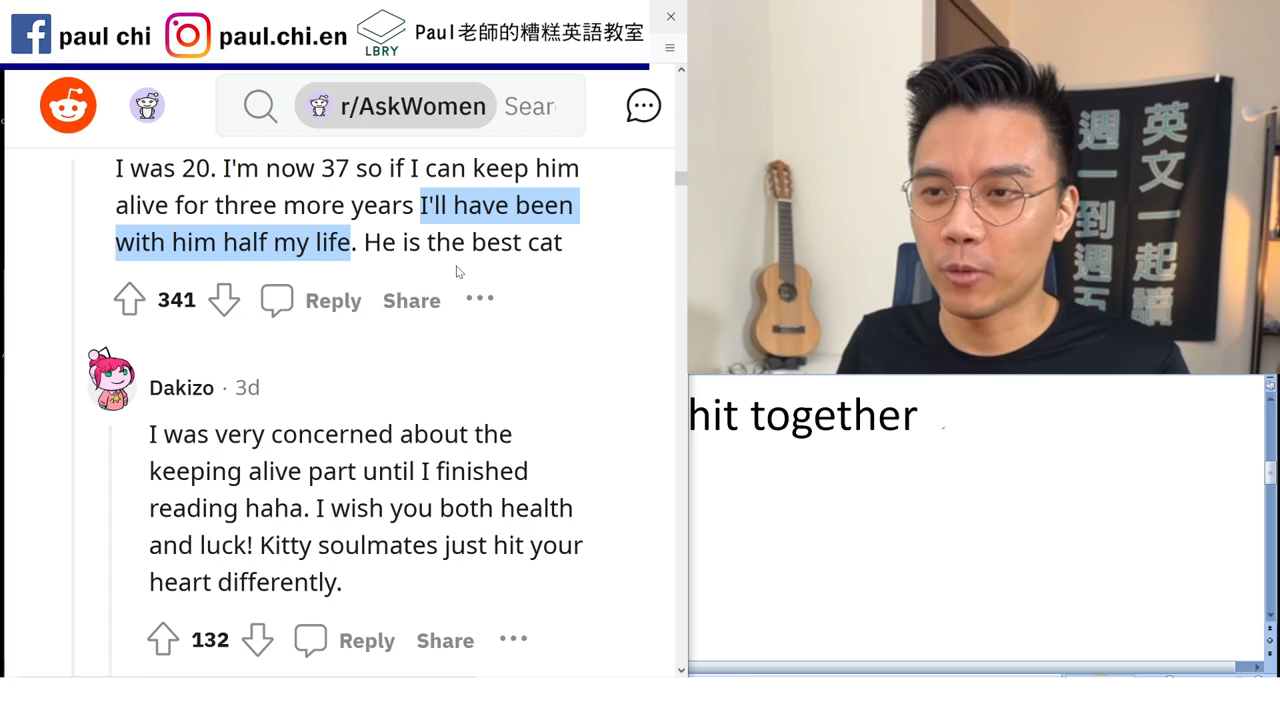 paul chi
paul.chi.en
LBRY
Paul老師的糟糕英語教室
r/AskWomen
Sear
I was 20. I'm now 37 so if I can keep him
alive for three more years I'll have been
with him half my life. He is the best cat
341
Reply
Share
Dakizo · 3d
I was very concerned about the
keeping alive part until I finished
reading haha. I wish you both health
and luck! Kitty soulmates just hit your
heart differently.
132
Reply
Share
英文一起讀
週一到週五
hit together